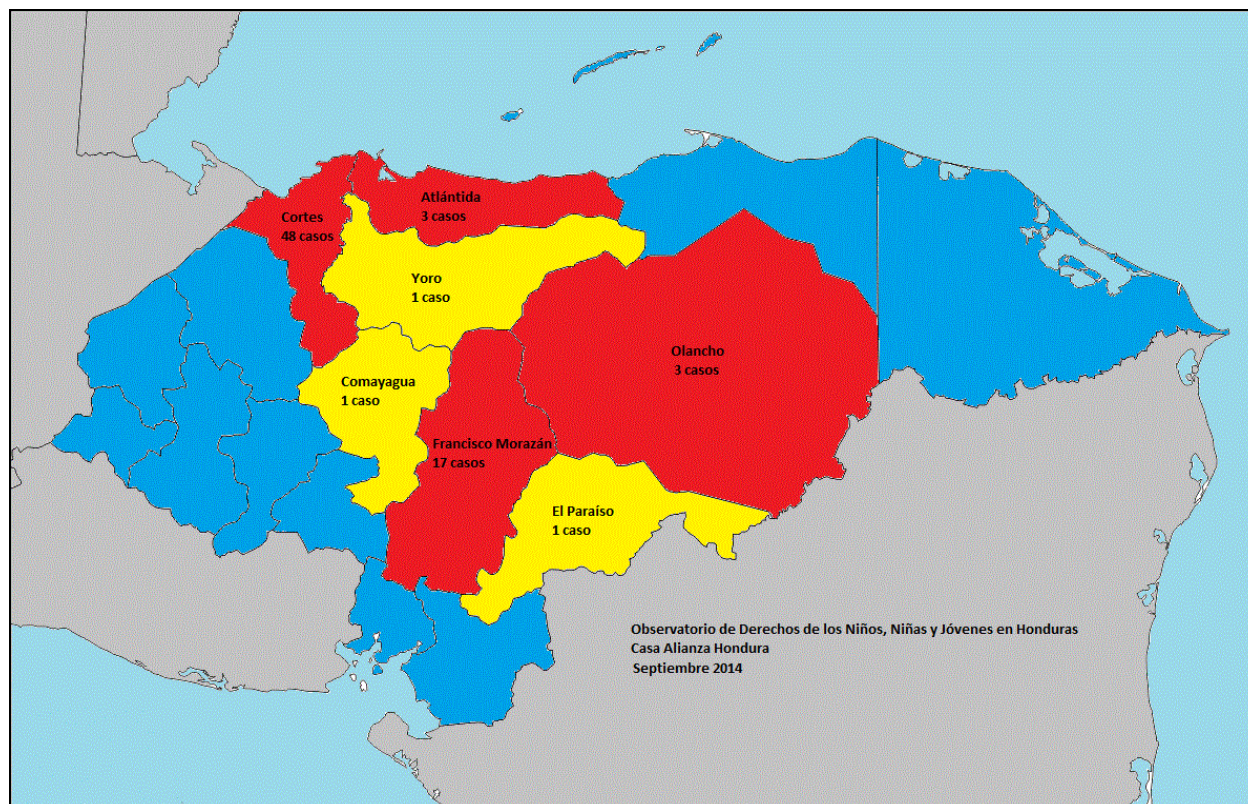 Atlántida
3 casos
Cortes
48 casos
Yoro
1 caso
Olancho
3 casos
Comayagua
1 caso
Francisco Morazán
17 casos
El Paraíso
1 caso
Observatorio de Derechos de los Niños, Niñas y Jóvenes en Honduras
Casa Alianza Hondura
Septiembre 2014